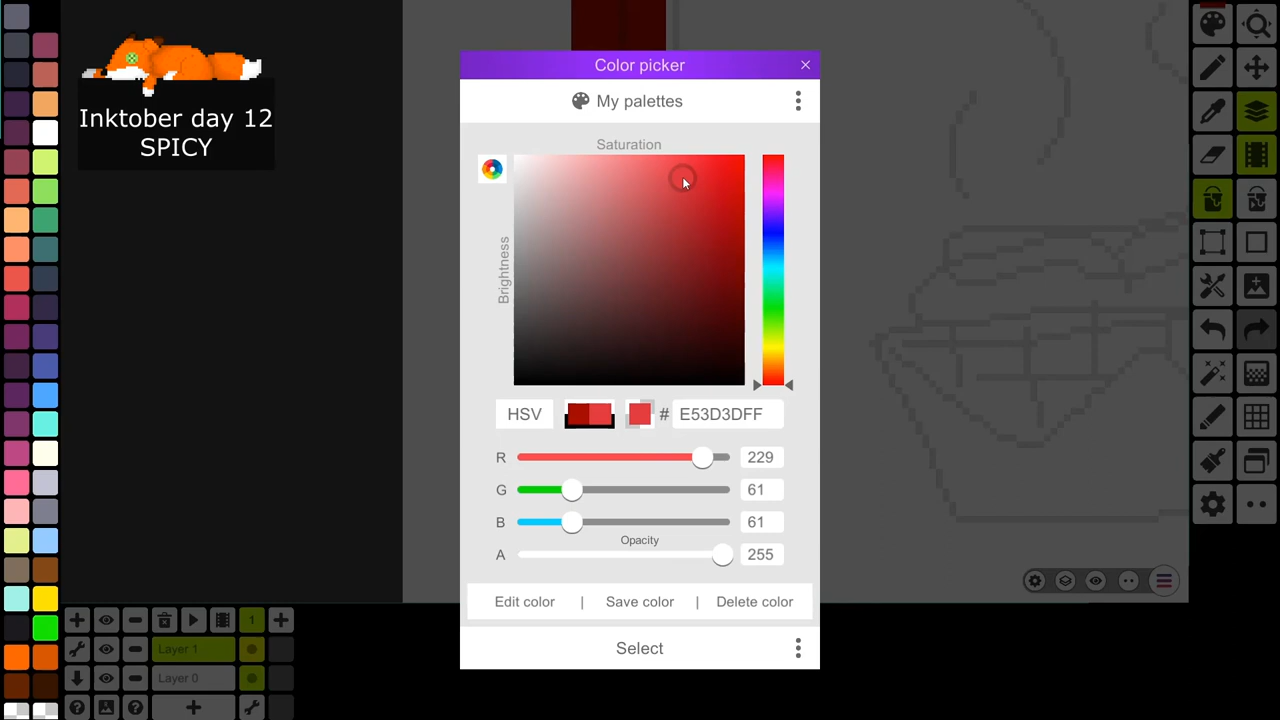 Inktober day 12
SPICY
Color picker
My palettes
Saturation
Brightness
HSV
# E53D3DFF
R 229
G 61
B 61
Opacity
A 255
Edit color | Save color | Delete color
Select
1
Layer 1
Layer 0